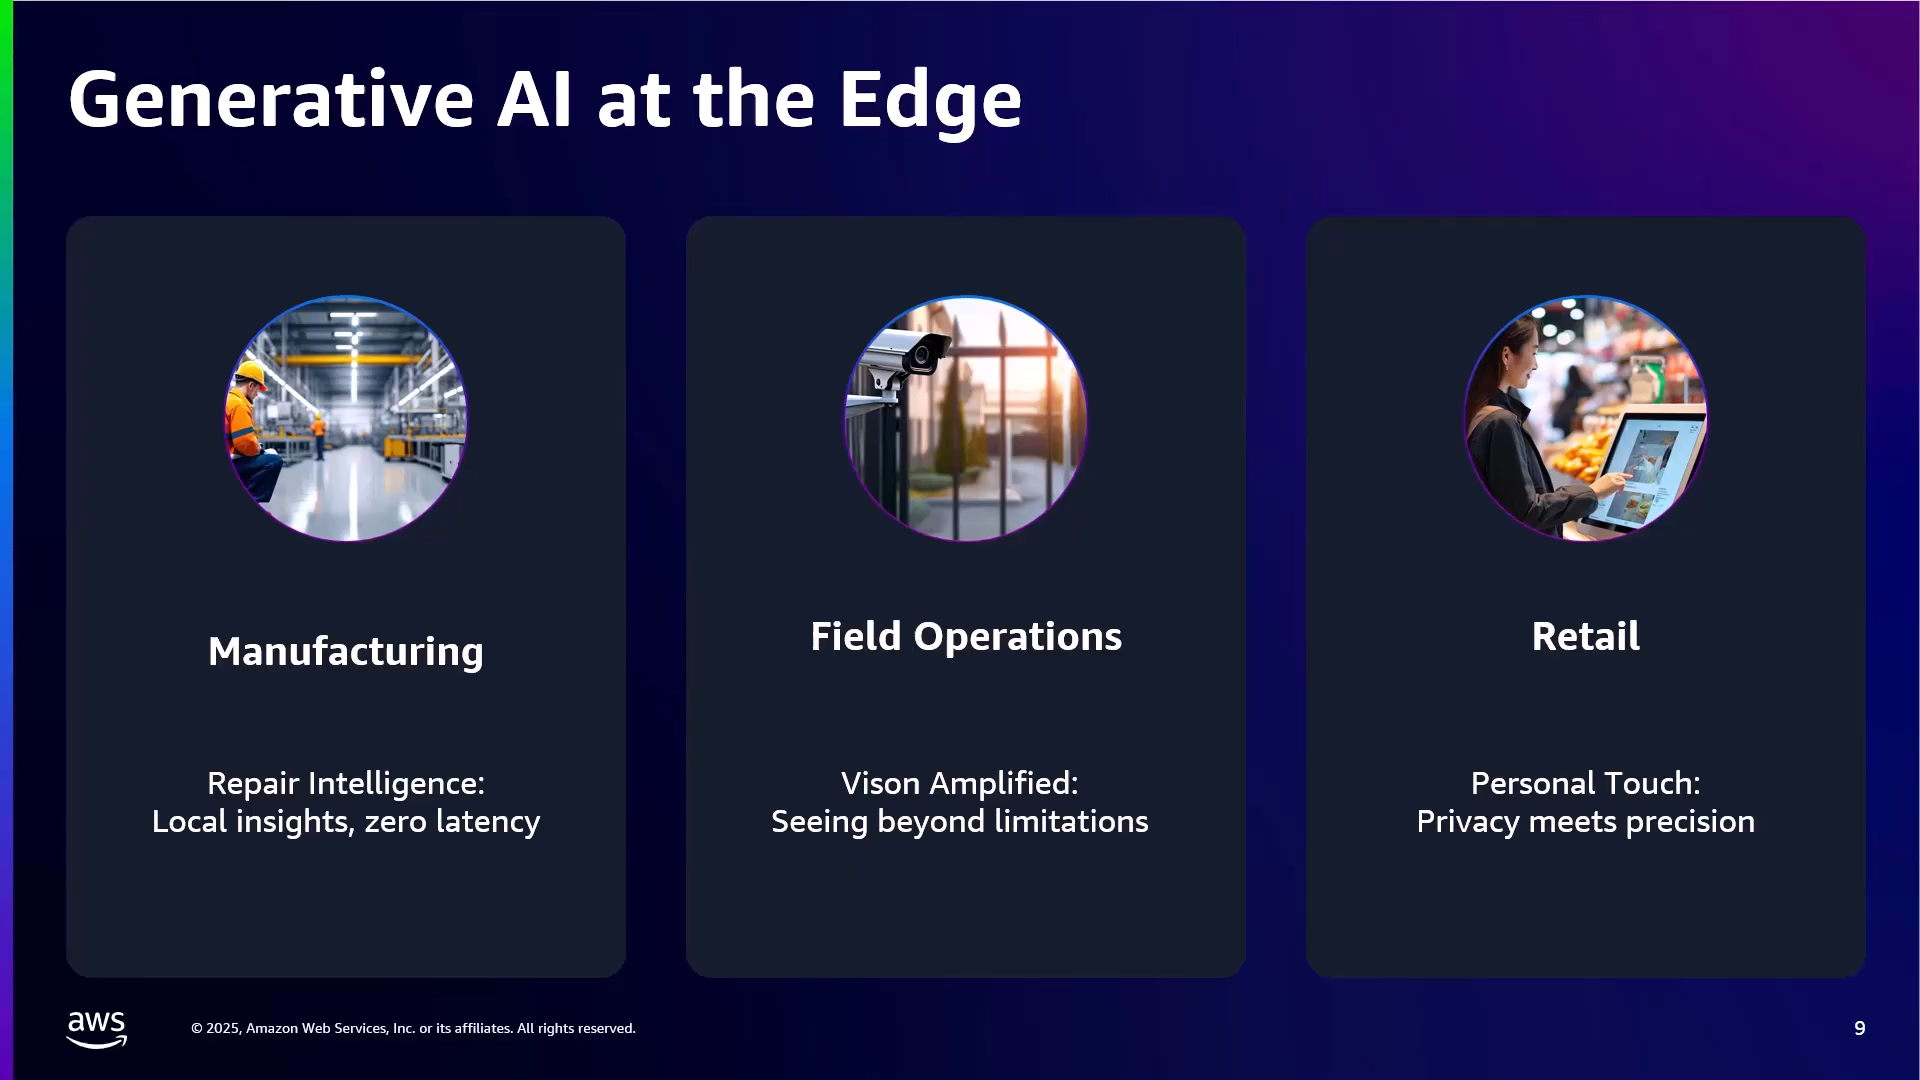 Generative AI at the Edge
Manufacturing
Repair Intelligence:
Local insights, zero latency
Field Operations
Vison Amplified:
Seeing beyond limitations
Retail
Personal Touch:
Privacy meets precision
aws
© 2025, Amazon Web Services, Inc. or its affiliates. All rights reserved.
9